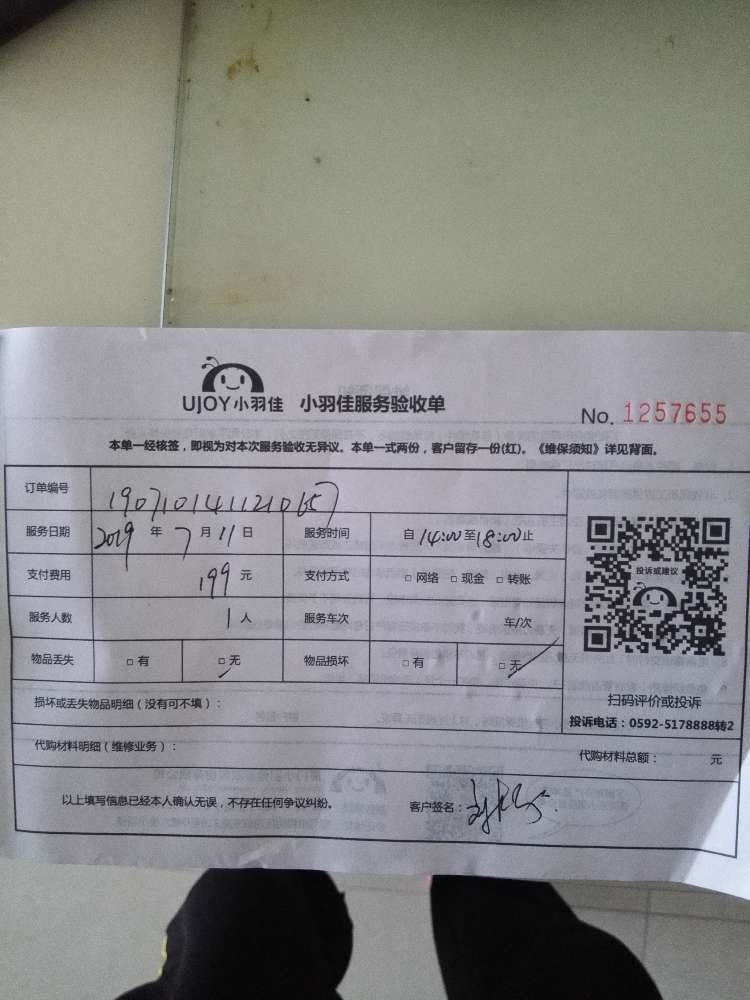 UJOY小羽佳 小羽佳服务验收单
No. 1257655
本单一经核签，即视为对本次服务验收无异议。本单一式两份，客户留存一份(红)。《维保须知》详见背面。
订单编号 1907101411210657
服务日期 2019 年 7 月 11 日 服务时间 自 14:00 至 18:00 止
投诉或建议
支付费用 199 元 支付方式 □ 网络 □ 现金 □ 转账
服务人数 1 人 服务车次 车/次
物品丢失 □ 有 □ 无 物品损坏 □ 有 □ 无
扫码评价或投诉
损坏或丢失物品明细（没有可不填）：
投诉电话：0592-5178888转2
代购材料明细（维修业务）：
代购材料总额： 元
以上填写信息已经本人确认无误，不存在任何争议纠纷。 客户签名：